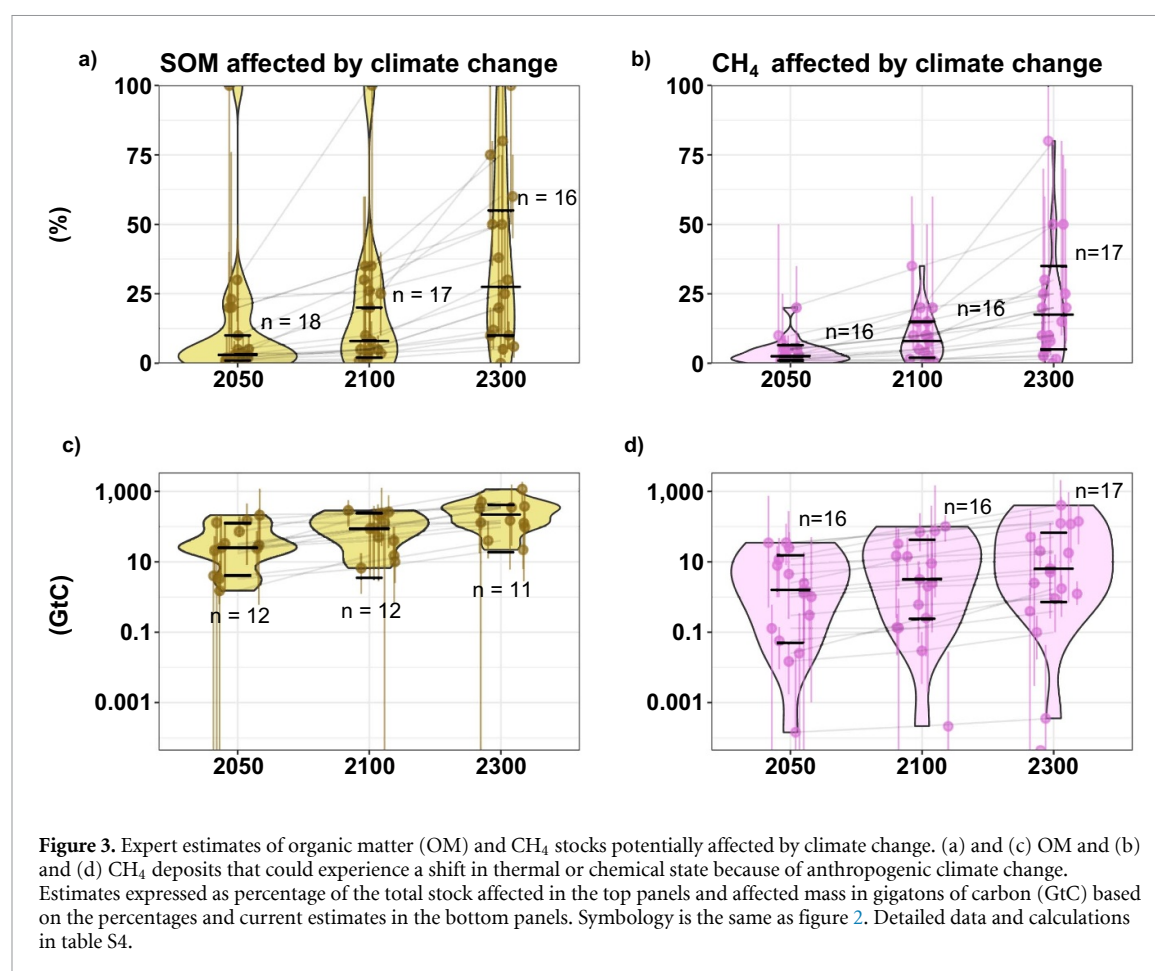 a)
SOM affected by climate change
b)
CH4 affected by climate change
(%)
100
75
50
25
0
n = 18
n = 17
n = 16
2050
2100
2300
100
75
50
25
0
n=16
n=16
n=17
2050
2100
2300
c)
(GtC)
1,000
10
0.1
0.001
n = 12
n = 12
n = 11
2050
2100
2300
d)
1,000
10
0.1
0.001
n=16
n=16
n=17
2050
2100
2300
Figure 3. Expert estimates of organic matter (OM) and CH4 stocks potentially affected by climate change. (a) and (c) OM and (b)
and (d) CH4 deposits that could experience a shift in thermal or chemical state because of anthropogenic climate change.
Estimates expressed as percentage of the total stock affected in the top panels and affected mass in gigatons of carbon (GtC) based
on the percentages and current estimates in the bottom panels. Symbology is the same as figure 2. Detailed data and calculations
in table S4.